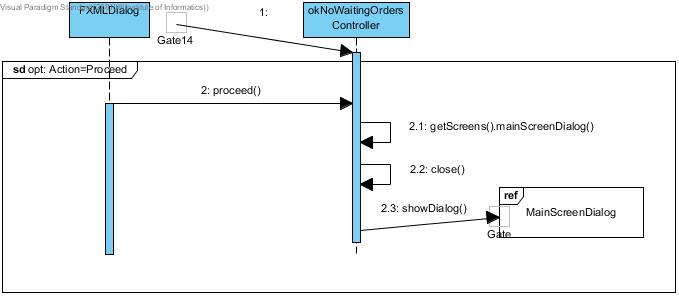 Visual Paradigm Standard
Institute of Informatics))
FXMLDialog
1:
okNoWaitingOrders
Controller
Gate14
sd opt: Action=Proceed
2: proceed()
2.1: getScreens().mainScreenDialog()
2.2: close()
ref
2.3: showDialog()
MainScreenDialog
Gate